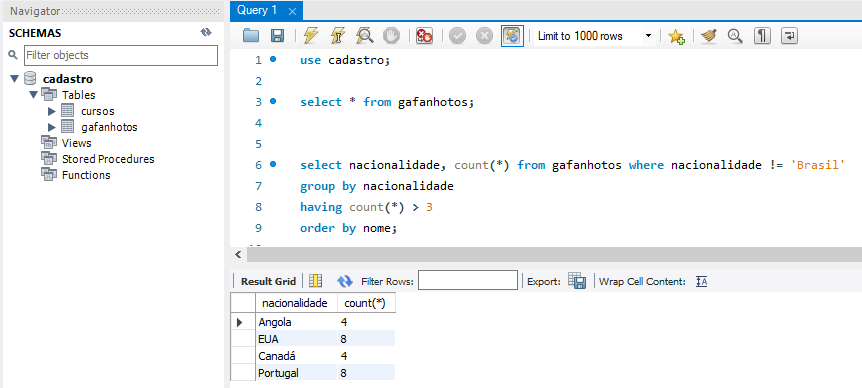 Navigator
SCHEMAS
Filter objects
cadastro
Tables
cursos
gafanhotos
Views
Stored Procedures
Functions
Query 1
Limit to 1000 rows
1 use cadastro;
2
3 select * from gafanhotos;
4
5
6 select nacionalidade, count(*) from gafanhotos where nacionalidade != 'Brasil'
7 group by nacionalidade
8 having count(*) > 3
9 order by nome;
Result Grid Filter Rows: Export: Wrap Cell Content:
nacionalidade count(*)
Angola 4
EUA 8
Canadá 4
Portugal 8